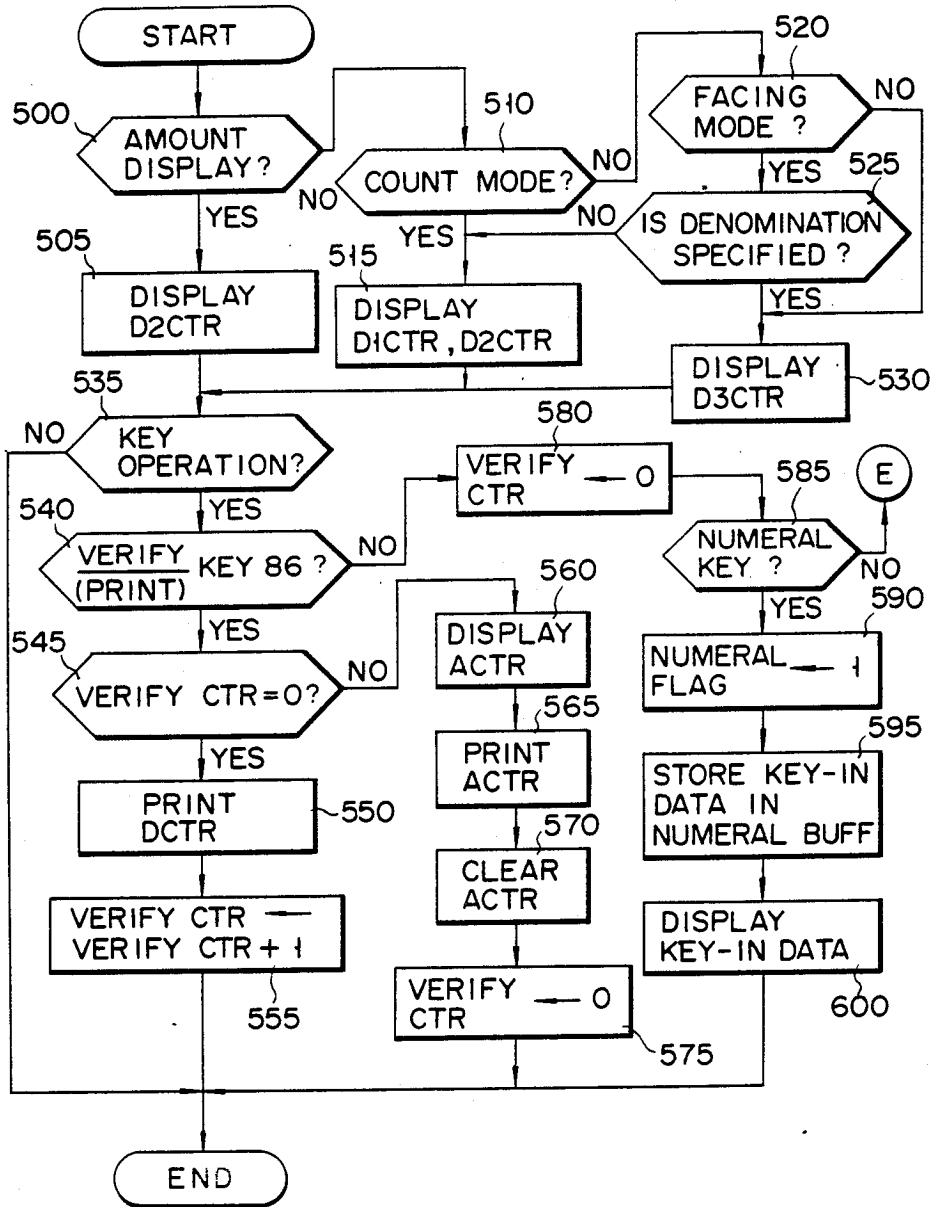 START
500
AMOUNT
DISPLAY?
NO
YES
510
COUNT MODE?
NO
YES
520
FACING
MODE ?
NO
YES
525
IS DENOMINATION
SPECIFIED ?
NO
YES
505
DISPLAY
D2CTR
515
DISPLAY
D1CTR, D2CTR
DISPLAY
D3CTR
530
535
KEY
OPERATION?
NO
YES
540
VERIFY
(PRINT)
KEY 86 ?
NO
YES
545
VERIFY CTR=0?
NO
YES
PRINT
DCTR
550
VERIFY CTR ←
VERIFY CTR + 1
555
560
DISPLAY
ACTR
565
PRINT
ACTR
570
CLEAR
ACTR
VERIFY
CTR ← 0
575
580
VERIFY
CTR ← 0
585
NUMERAL
KEY ?
NO
YES
E
590
NUMERAL
FLAG ← 1
595
STORE KEY-IN
DATA IN
NUMERAL BUFF
DISPLAY
KEY-IN DATA
600
END